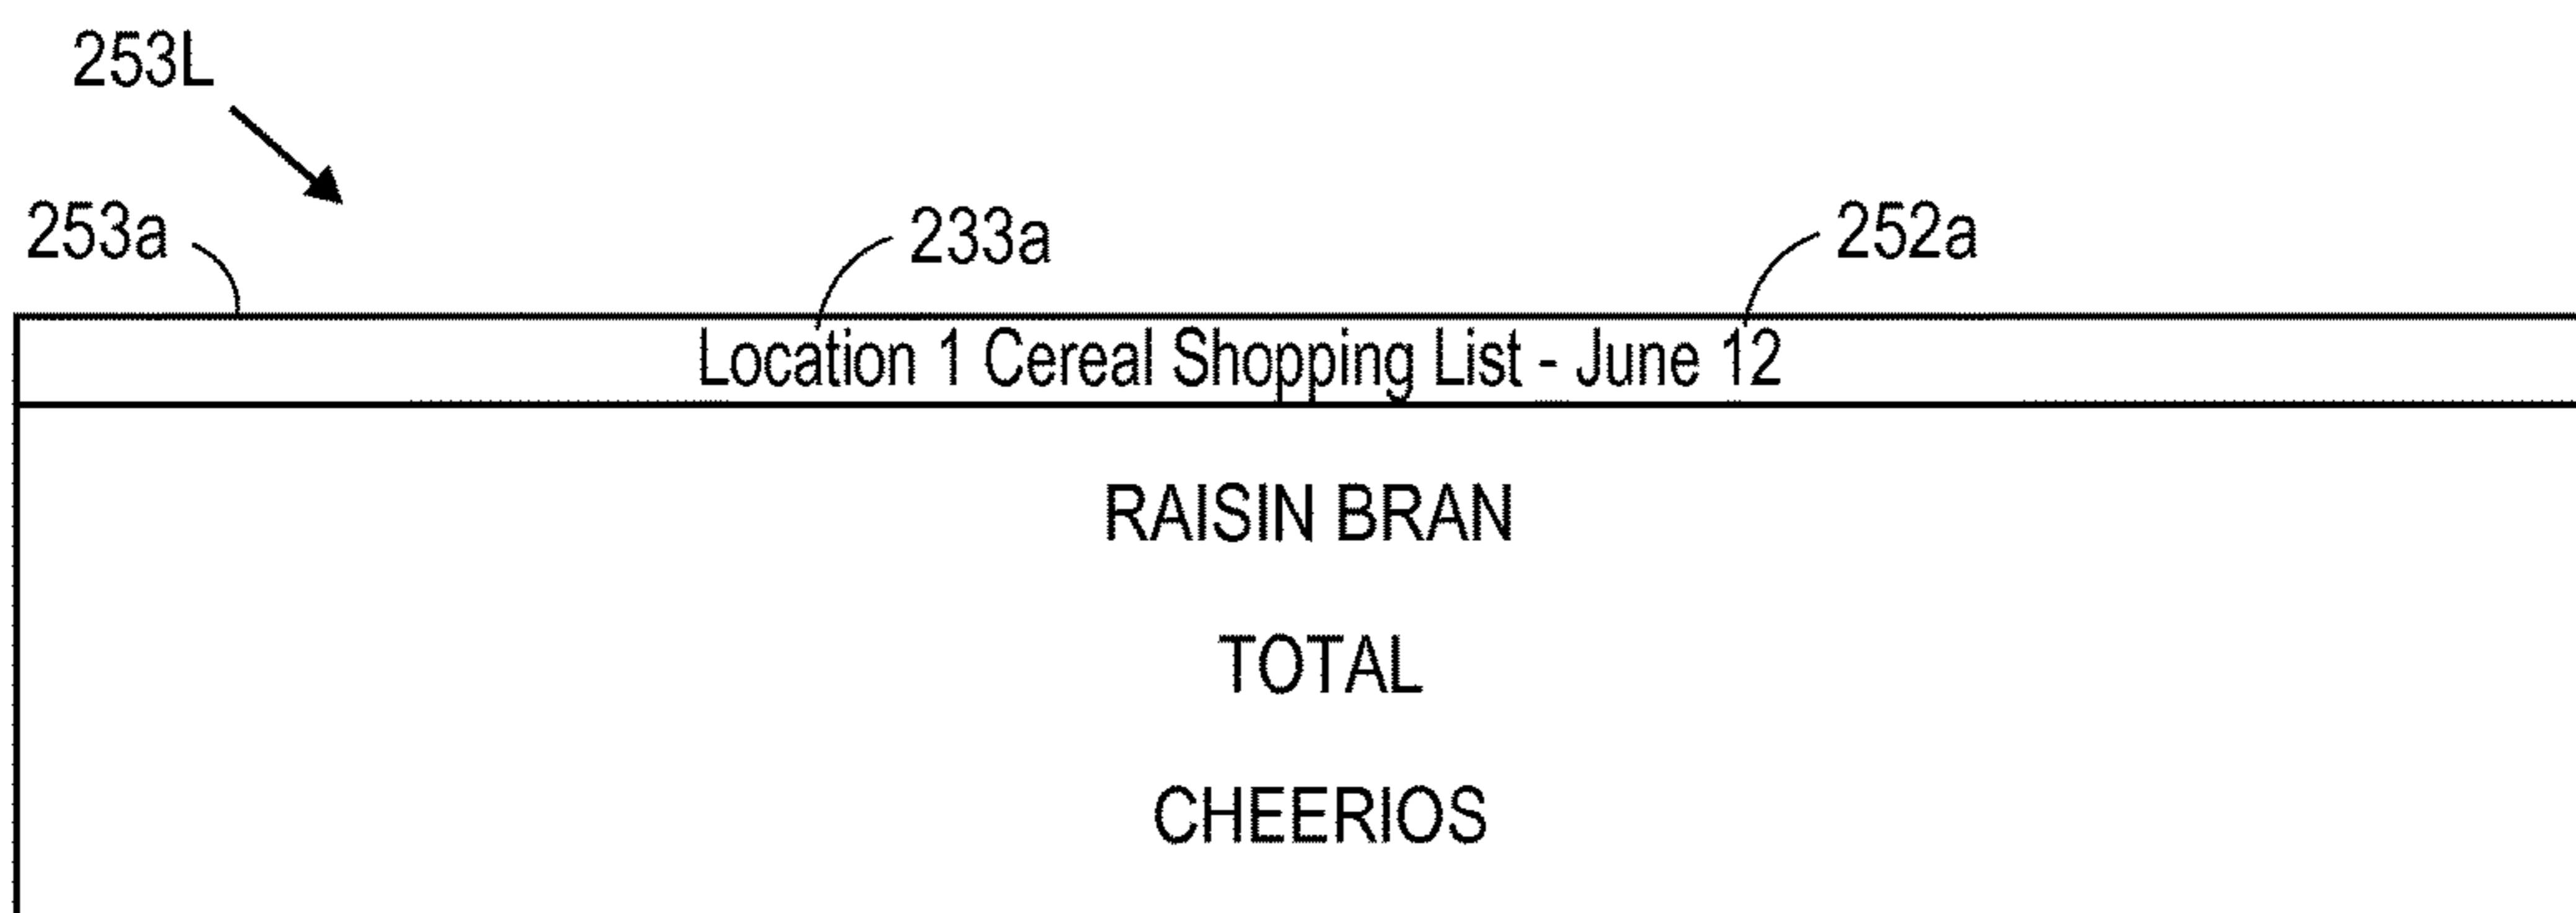 253L
253a 233a 252a
Location 1 Cereal Shopping List - June 12
RAISIN BRAN
TOTAL
CHEERIOS